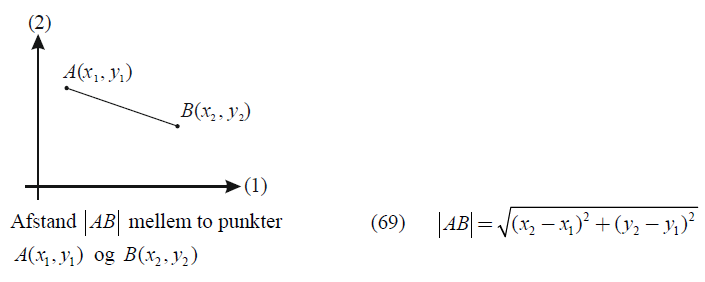 (2)
A(x₁, y₁)
B(x₂, y₂)
(1)
Afstand |AB| mellem to punkter
A(x₁, y₁) og B(x₂, y₂)
(69) |AB| = √((x₂ − x₁)² + (y₂ − y₁)²)